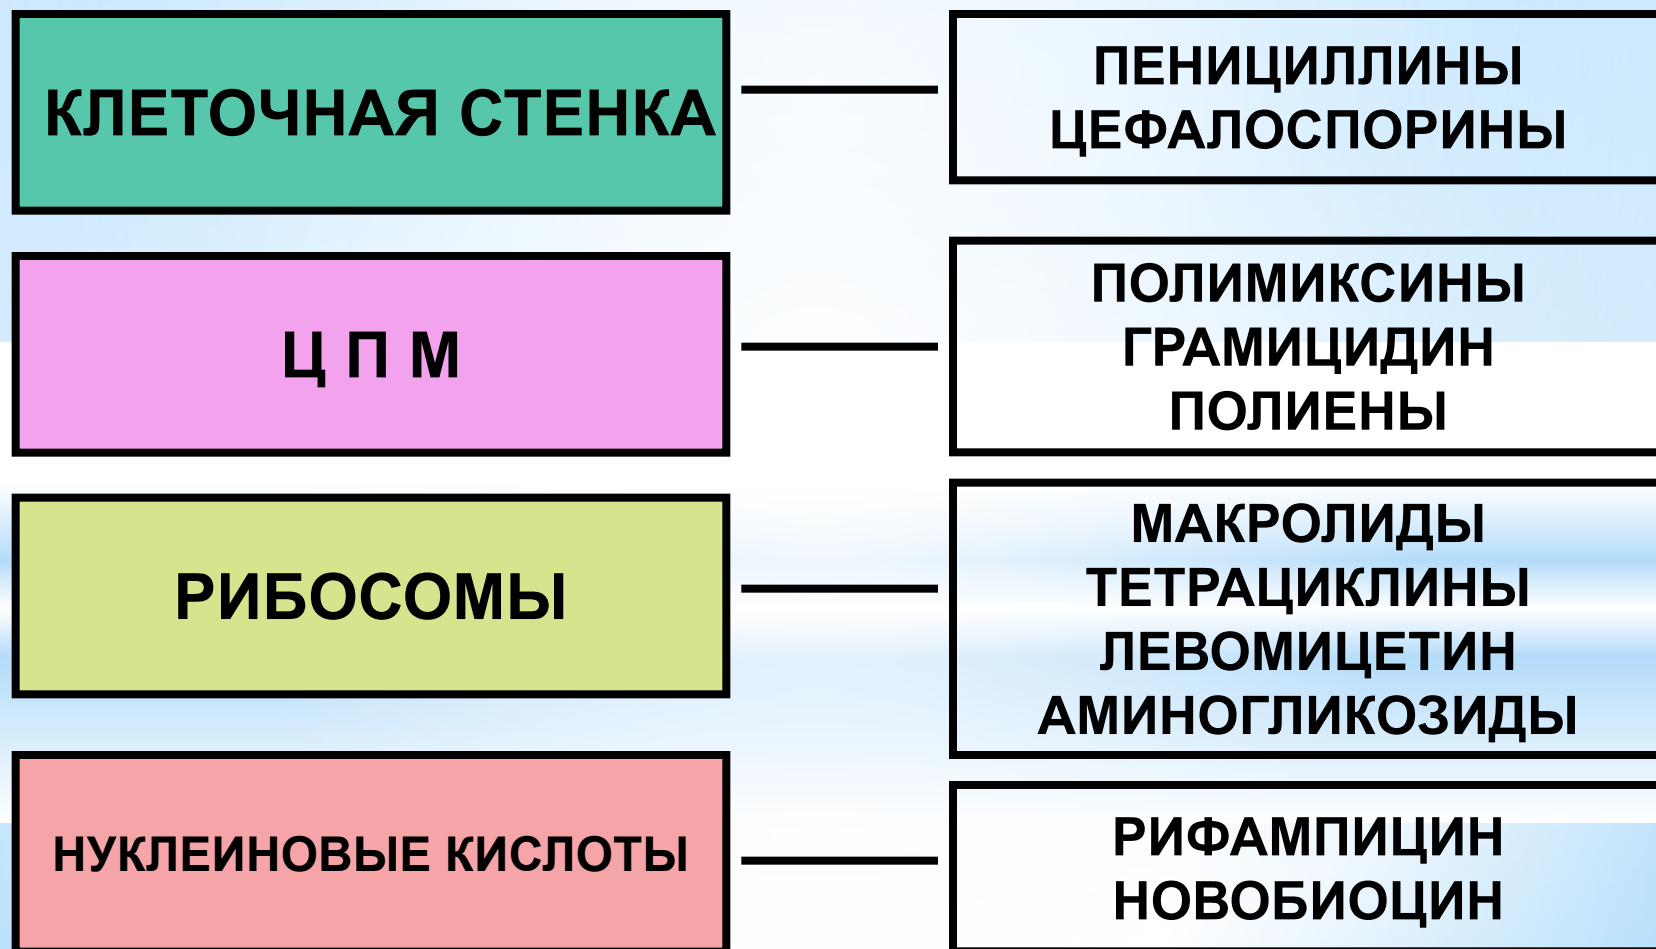 КЛЕТОЧНАЯ СТЕНКА
ПЕНИЦИЛЛИНЫ
ЦЕФАЛОСПОРИНЫ
Ц П М
ПОЛИМИКСИНЫ
ГРАМИЦИДИН
ПОЛИЕНЫ
РИБОСОМЫ
МАКРОЛИДЫ
ТЕТРАЦИКЛИНЫ
ЛЕВОМИЦЕТИН
АМИНОГЛИКОЗИДЫ
НУКЛЕИНОВЫЕ КИСЛОТЫ
РИФАМПИЦИН
НОВОБИОЦИН